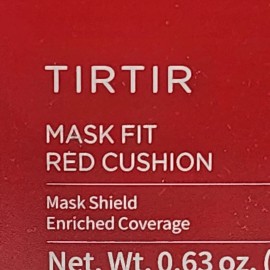 TIRTIR
MASK FIT
RED CUSHION
Mask Shield
Enriched Coverage
Net. Wt. 0.63 oz. (